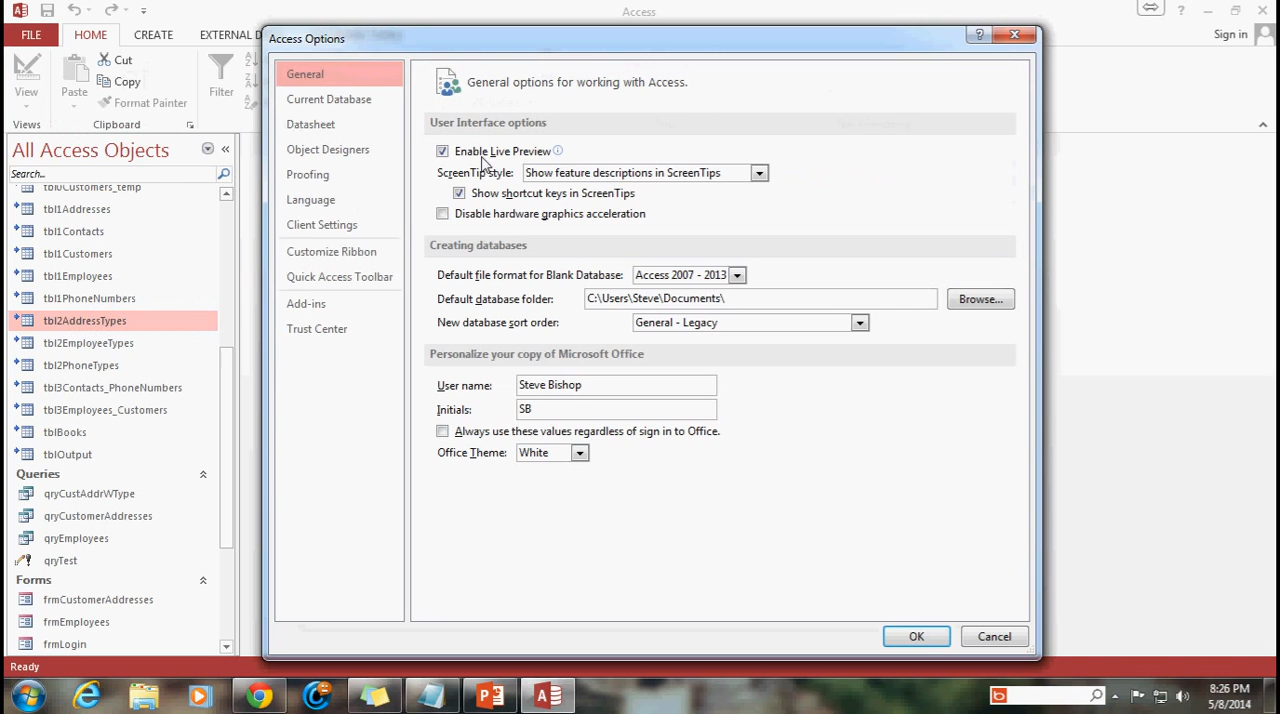 Access
FILE HOME CREATE EXTERNAL D
Sign in
View
Paste
Cut
Copy
Format Painter
Filter
Views Clipboard
All Access Objects
Search...
tbl0Customers_temp
tbl1Addresses
tbl1Contacts
tbl1Customers
tbl1Employees
tbl1PhoneNumbers
tbl2AddressTypes
tbl2EmployeeTypes
tbl2PhoneTypes
tbl3Contacts_PhoneNumbers
tbl3Employees_Customers
tblBooks
tblOutput
Queries
qryCustAddrWType
qryCustomerAddresses
qryEmployees
qryTest
Forms
frmCustomerAddresses
frmEmployees
frmLogin
Ready
Access Options
General
Current Database
Datasheet
Object Designers
Proofing
Language
Client Settings
Customize Ribbon
Quick Access Toolbar
Add-ins
Trust Center
General options for working with Access.
User Interface options
Enable Live Preview
ScreenTip style: Show feature descriptions in ScreenTips
Show shortcut keys in ScreenTips
Disable hardware graphics acceleration
Creating databases
Default file format for Blank Database: Access 2007 - 2013
Default database folder: C:\Users\Steve\Documents\ Browse...
New database sort order: General - Legacy
Personalize your copy of Microsoft Office
User name: Steve Bishop
Initials: SB
Always use these values regardless of sign in to Office.
Office Theme: White
OK Cancel
8:26 PM
5/8/2014